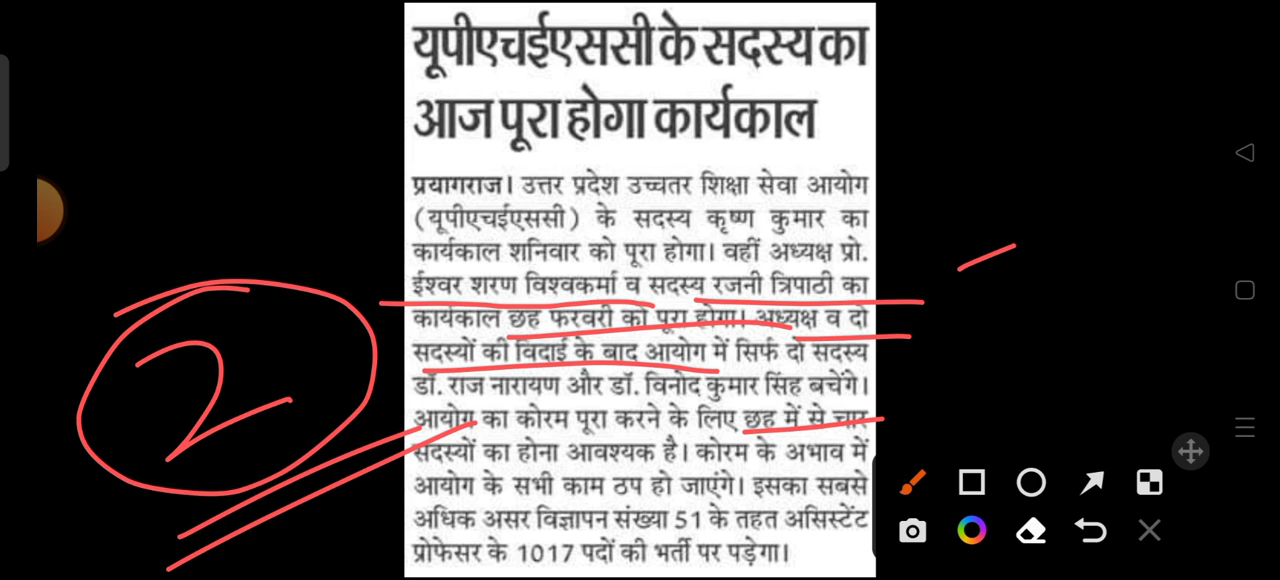 यूपीएचईएससी के सदस्य का
आज पूरा होगा कार्यकाल
प्रयागराज। उत्तर प्रदेश उच्चतर शिक्षा सेवा आयोग
(यूपीएचईएससी) के सदस्य कृष्ण कुमार का
कार्यकाल शनिवार को पूरा होगा। वहीं अध्यक्ष प्रो.
ईश्वर शरण विश्वकर्मा व सदस्य रजनी त्रिपाठी का
कार्यकाल छह फरवरी को पूरा होगा। अध्यक्ष व दो
सदस्यों की विदाई के बाद आयोग में सिर्फ दो सदस्य
डॉ. राज नारायण और डॉ. विनोद कुमार सिंह बचेंगे।
आयोग का कोरम पूरा करने के लिए छह में से चार
सदस्यों का होना आवश्यक है। कोरम के अभाव में
आयोग के सभी काम ठप हो जाएंगे। इसका सबसे
अधिक असर विज्ञापन संख्या 51 के तहत असिस्टेंट
प्रोफेसर के 1017 पदों की भर्ती पर पड़ेगा।
2